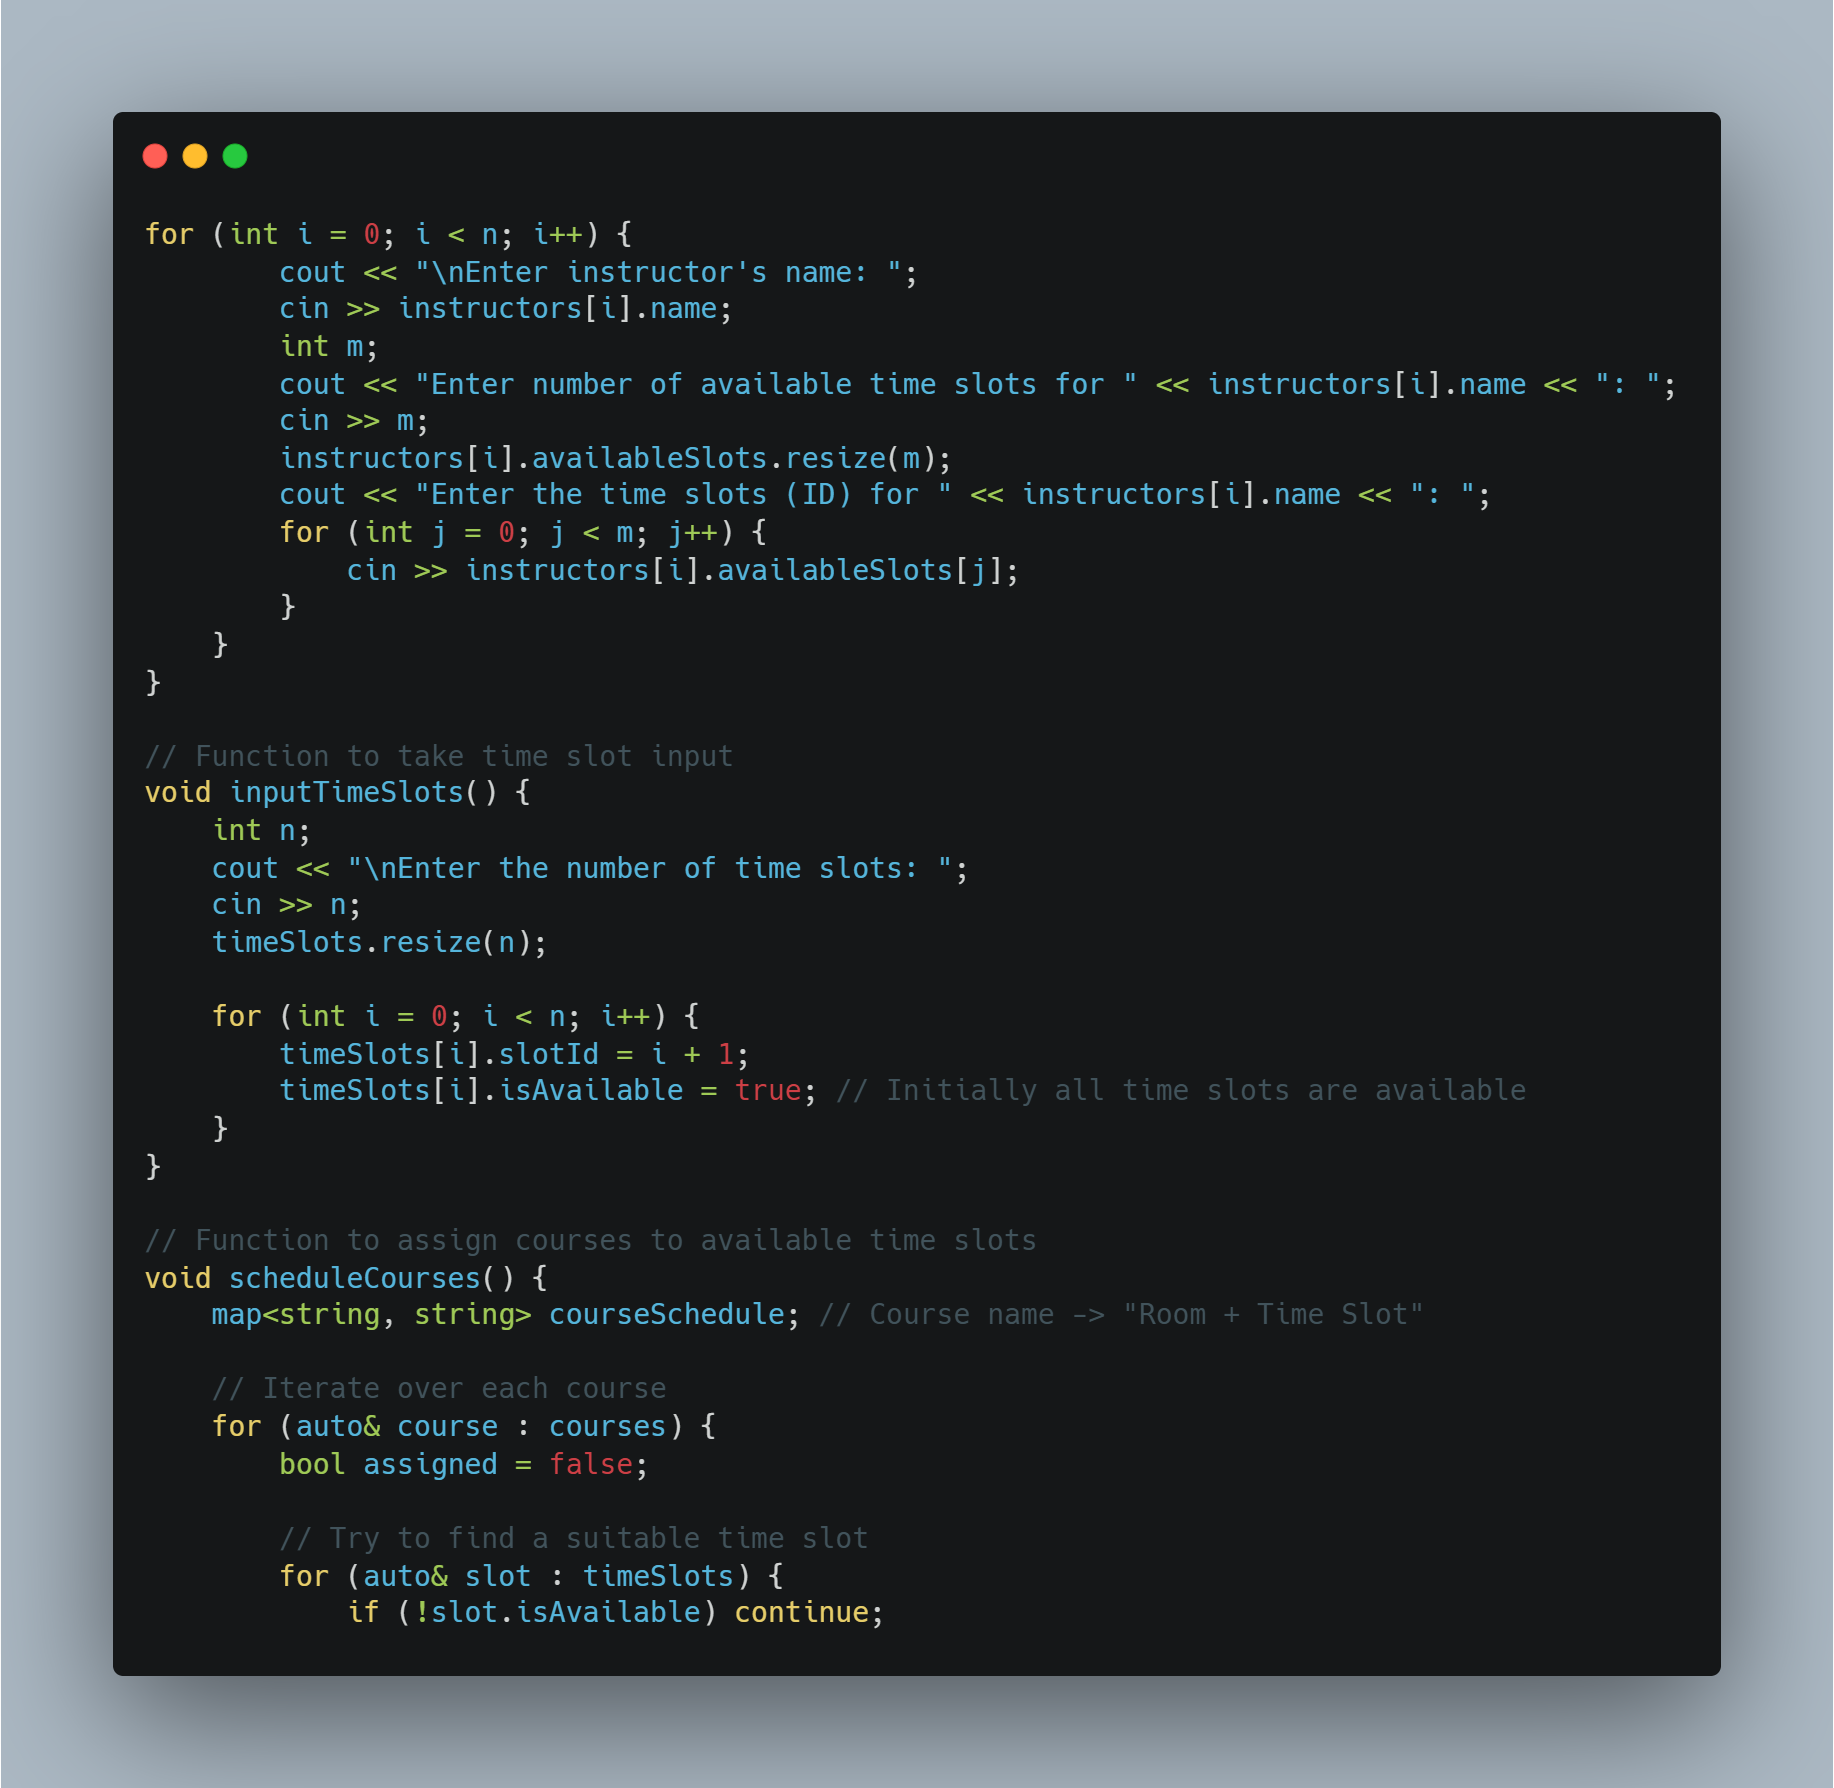 for (int i = 0; i < n; i++) {
        cout << "\nEnter instructor's name: ";
        cin >> instructors[i].name;
        int m;
        cout << "Enter number of available time slots for " << instructors[i].name << ": ";
        cin >> m;
        instructors[i].availableSlots.resize(m);
        cout << "Enter the time slots (ID) for " << instructors[i].name << ": ";
        for (int j = 0; j < m; j++) {
            cin >> instructors[i].availableSlots[j];
        }
    }
}

// Function to take time slot input
void inputTimeSlots() {
    int n;
    cout << "\nEnter the number of time slots: ";
    cin >> n;
    timeSlots.resize(n);

    for (int i = 0; i < n; i++) {
        timeSlots[i].slotId = i + 1;
        timeSlots[i].isAvailable = true; // Initially all time slots are available
    }
}

// Function to assign courses to available time slots
void scheduleCourses() {
    map<string, string> courseSchedule; // Course name -> "Room + Time Slot"

    // Iterate over each course
    for (auto& course : courses) {
        bool assigned = false;

        // Try to find a suitable time slot
        for (auto& slot : timeSlots) {
            if (!slot.isAvailable) continue;